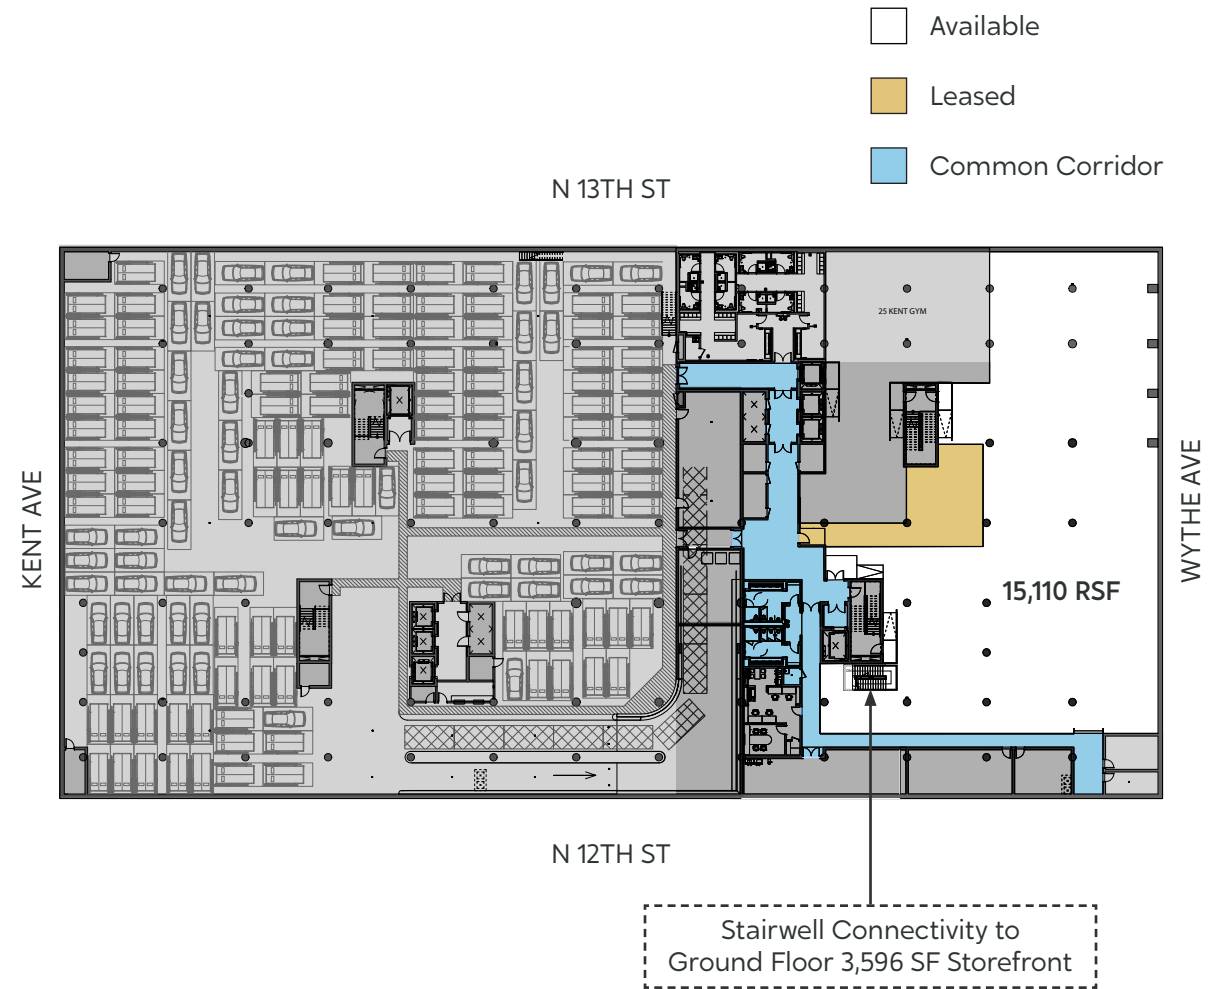 Available
Leased
Common Corridor
N 13TH ST
25 KENT GYM
KENT AVE
WYTHE AVE
15,110 RSF
N 12TH ST
Stairwell Connectivity to
Ground Floor 3,596 SF Storefront